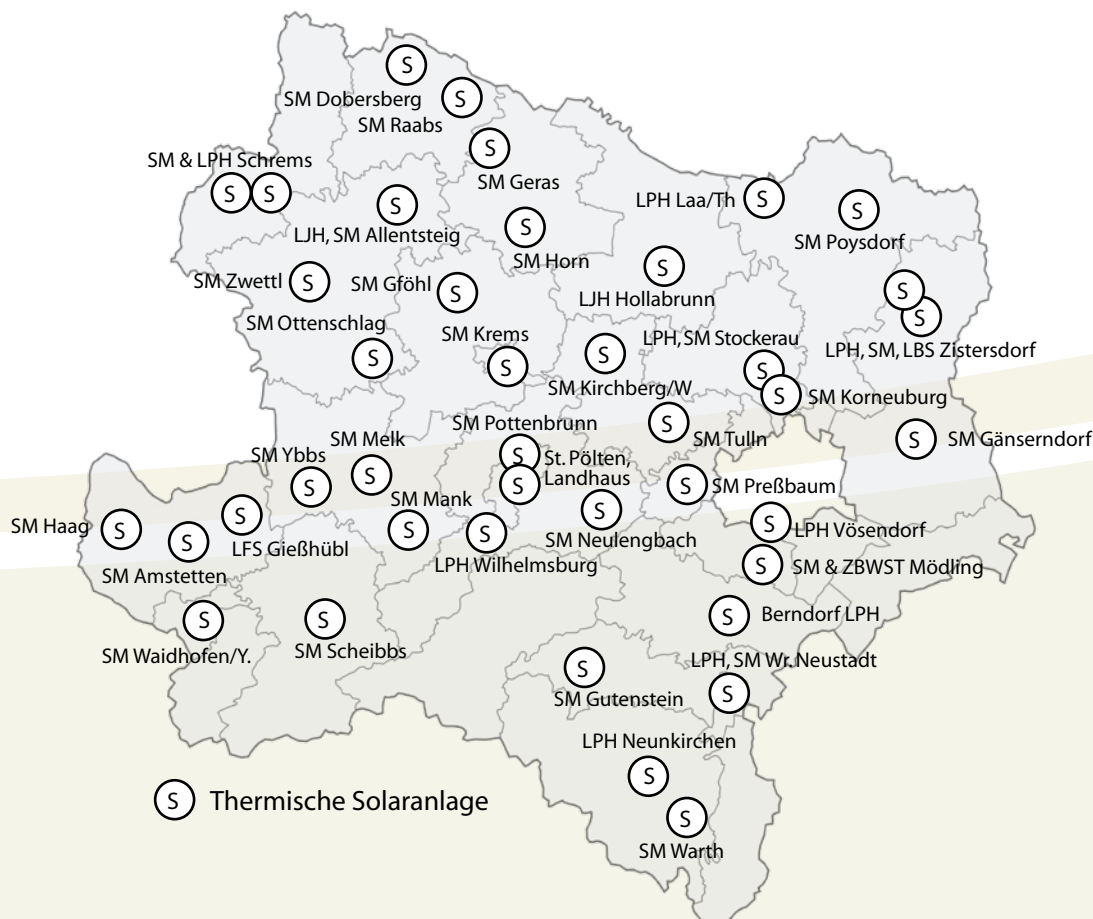 S
SM Dobersberg
S
SM Raabs
S
SM Geras
SM & LPH Schrems
S
S
S
LJH, SM Allentsteig
S
SM Horn
LPH Laa/Th
S
S
SM Poysdorf
SM Zwettl
S
SM Gföhl
S
S
LJH Hollabrunn
S
S
LPH, SM, LBS Zistersdorf
SM Ottenschlag
S
SM Krems
S
S
SM Kirchberg/W
LPH, SM Stockerau
S
S
SM Korneuburg
SM Pottenbrunn
S
S
St. Pölten,
Landhaus
S
SM Tulln
S
SM Gänserndorf
SM Ybbs
S
SM Melk
S
SM Mank
S
S
SM Preßbaum
SM Haag
S
S
SM Amstetten
S
LFS Gießhübl
S
LPH Wilhelmsburg
S
SM Neulengbach
S
LPH Vösendorf
S
SM & ZBWST Mödling
S
SM Waidhofen/Y.
S
SM Scheibbs
S
Berndorf LPH
S
SM Gutenstein
LPH, SM Wr. Neustadt
S
LPH Neunkirchen
S
S
SM Warth
S
Thermische Solaranlage